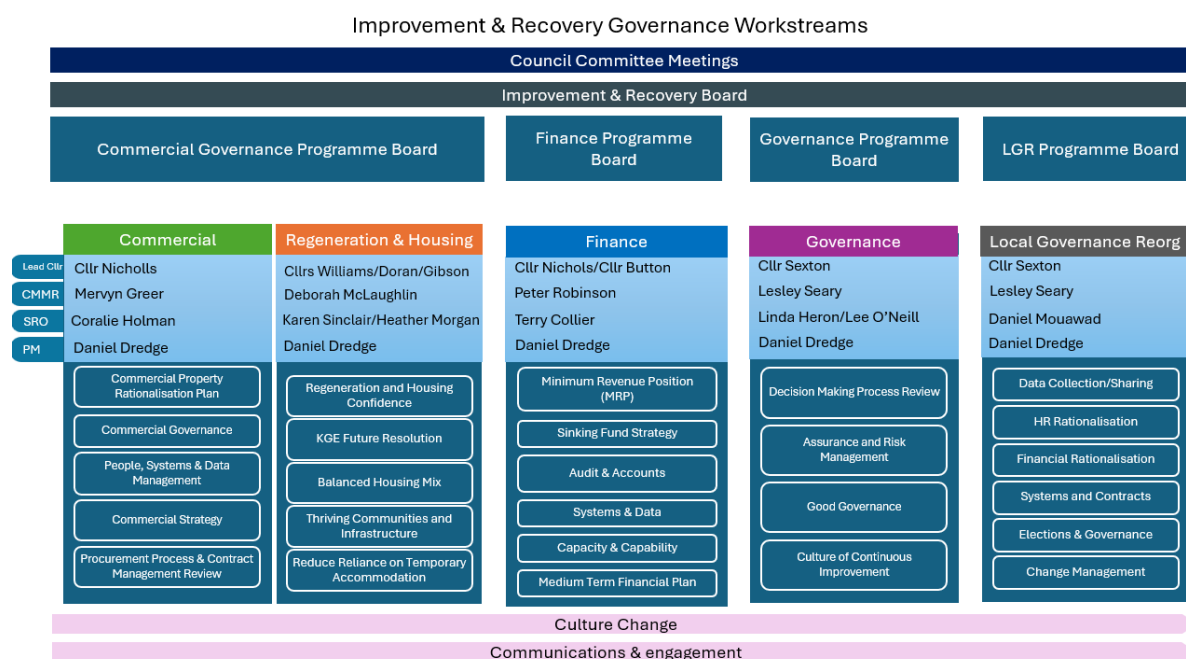 Improvement & Recovery Governance Workstreams
Council Committee Meetings
Improvement & Recovery Board
Commercial Governance Programme Board
Finance Programme
Board
Governance Programme
Board
LGR Programme Board
Commercial
Regeneration & Housing
Finance
Governance
Local Governance Reorg
Lead Cllr
Cllr Nicholls
Cllrs Williams/Doran/Gibson
Cllr Nichols/Cllr Button
Cllr Sexton
Cllr Sexton
CMMR
Mervyn Greer
Deborah McLaughlin
Peter Robinson
Lesley Seary
Lesley Seary
SRO
Coralie Holman
Karen Sinclair/Heather Morgan
Terry Collier
Linda Heron/Lee O'Neill
Daniel Mouawad
PM
Daniel Dredge
Daniel Dredge
Daniel Dredge
Daniel Dredge
Daniel Dredge
Commercial Property
Rationalisation Plan
Commercial Governance
People, Systems & Data
Management
Commercial Strategy
Procurement Process & Contract
Management Review
Regeneration and Housing
Confidence
KGE Future Resolution
Balanced Housing Mix
Thriving Communities and
Infrastructure
Reduce Reliance on Temporary
Accommodation
Minimum Revenue Position
(MRP)
Sinking Fund Strategy
Audit & Accounts
Systems & Data
Capacity & Capability
Medium Term Financial Plan
Decision Making Process Review
Assurance and Risk
Management
Good Governance
Culture of Continuous
Improvement
Data Collection/Sharing
HR Rationalisation
Financial Rationalisation
Systems and Contracts
Elections & Governance
Change Management
Culture Change
Communications & engagement